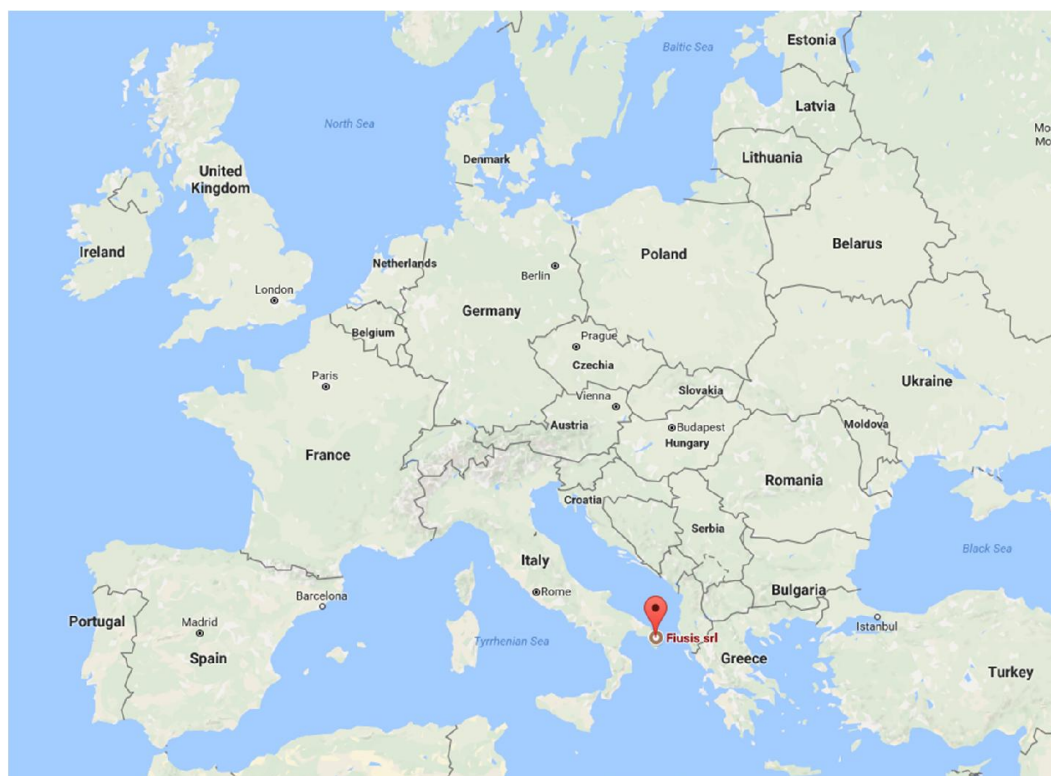 Estonia
Baltic Sea
Latvia
North Sea
Mo
Mo
Denmark
Lithuania
United
Kingdom
Belarus
Ireland
Netherlands
Poland
Berlin
London
Germany
Belgium
Prague
Czechia
Paris
Ukraine
Slovakia
Vienna
Austria
Budapest
Hungary
Moldova
France
Romania
Croatia
Serbia
Black Sea
Italy
Bulgaria
Rome
Barcelona
Portugal
Madrid
Istanbul
Tyrrhenian Sea
Fiusis srl
Spain
Greece
Turkey